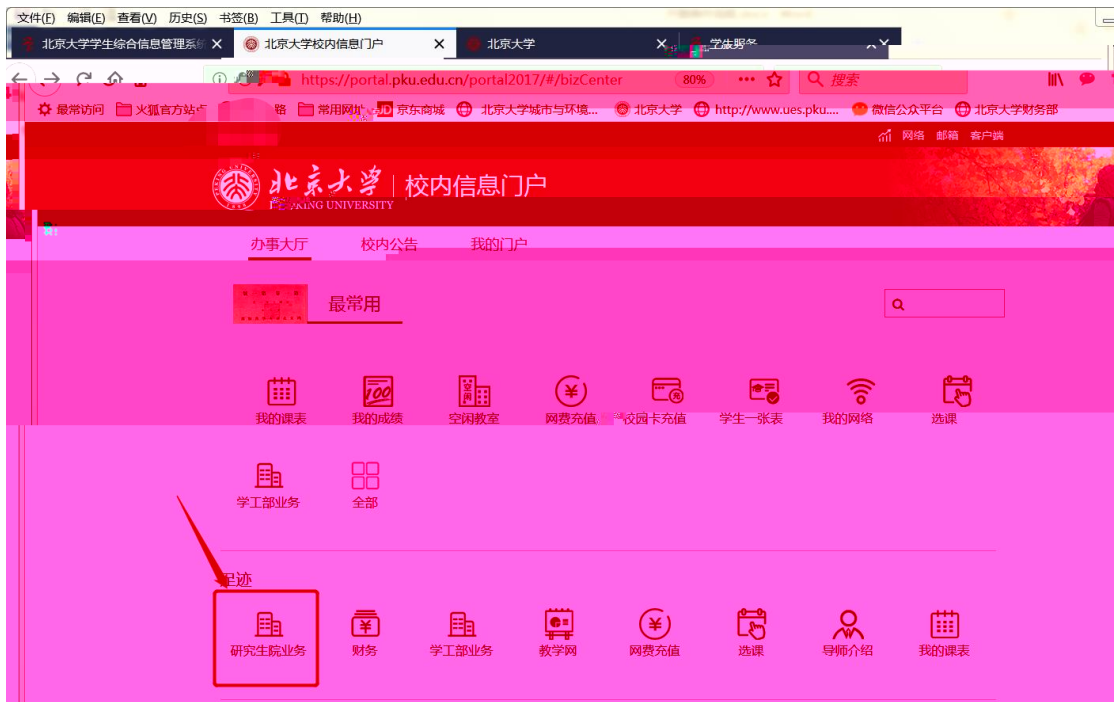 文件(F) 编辑(E) 查看(V) 历史(S) 书签(B) 工具(T) 帮助(H)
北京大学学生综合信息管理系统 北京大学校内信息门户 北京大学
https://portal.pku.edu.cn/portal2017/#/bizCenter 80% 搜索
最常访问 火狐官方站点 常用网址 JD 京东商城 北京大学城市与环境... 北京大学 http://www.ues.pku.... 微信公众平台 北京大学财务部
网络 邮箱 客户端
北京大学 校内信息门户
PEKING UNIVERSITY
办事大厅 校内公告 我的门户
最常用
我的课表 我的成绩 空闲教室 网费充值 校园卡充值 学生一张表 我的网络 选课
学工部业务 全部
足迹
研究生院业务 财务 学工部业务 教学网 网费充值 选课 导师介绍 我的课表